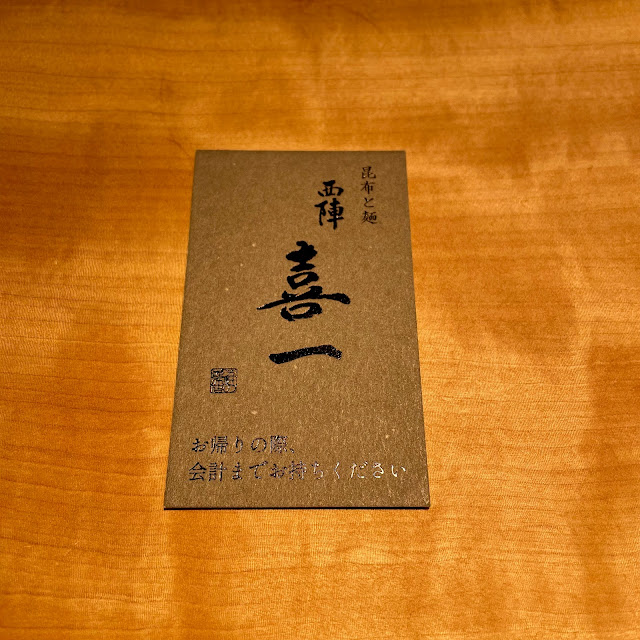 昆布と麺
西陣
喜一
お帰りの際、
会計までお持ちください